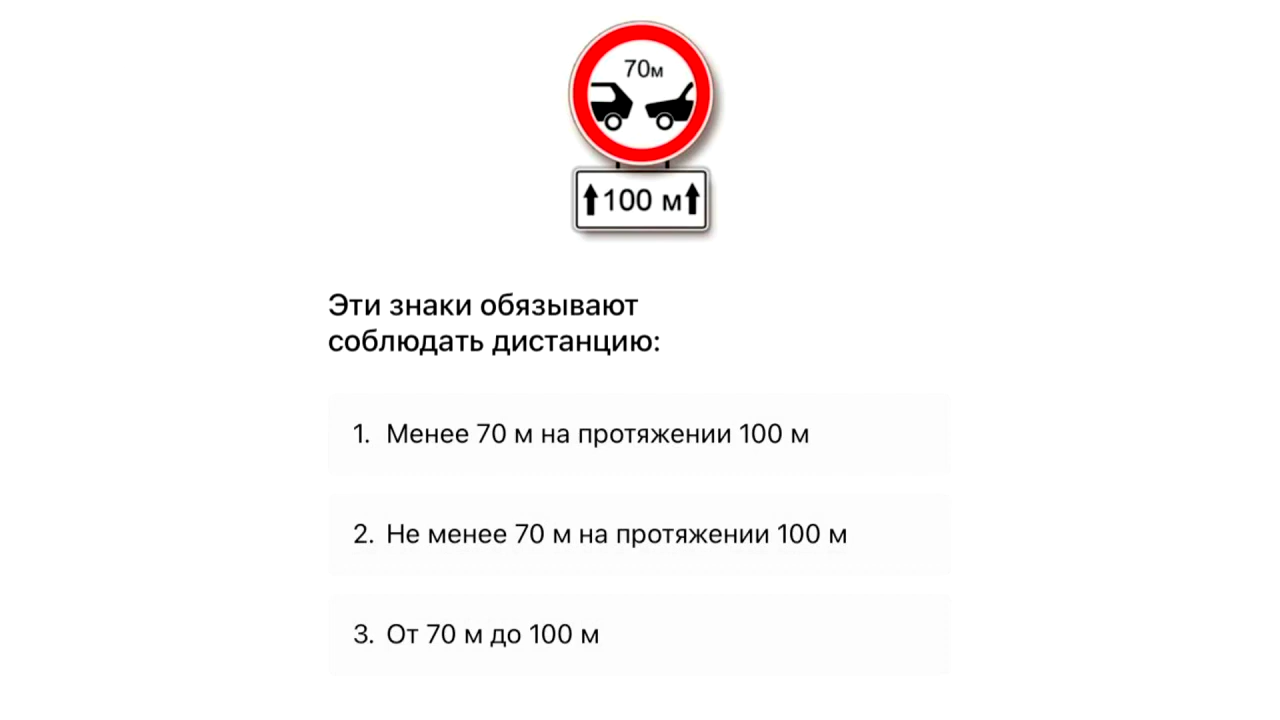 70м
100 м
Эти знаки обязывают
соблюдать дистанцию:
1. Менее 70 м на протяжении 100 м
2. Не менее 70 м на протяжении 100 м
3. От 70 м до 100 м